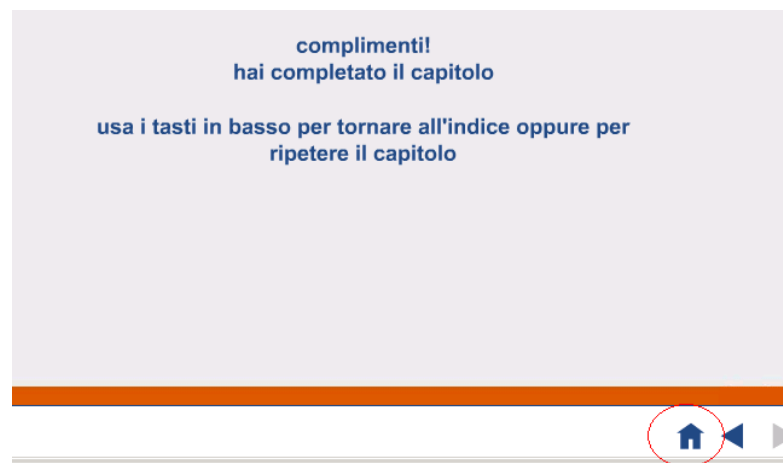 complimenti!
hai completato il capitolo
usa i tasti in basso per tornare all'indice oppure per
ripetere il capitolo